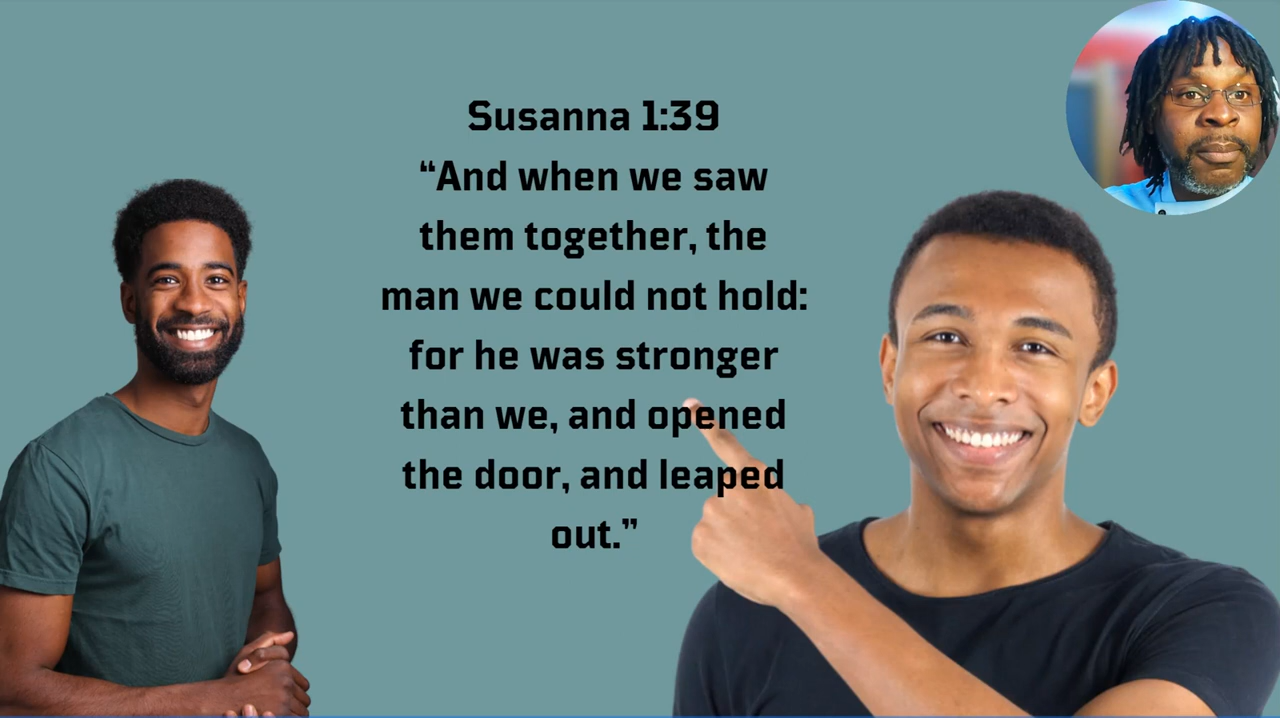 Susanna 1:39
“And when we saw
them together, the
man we could not hold:
for he was stronger
than we, and opened
the door, and leaped
out.”